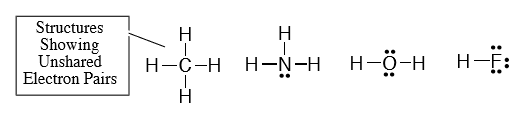 Structures
Showing
Unshared
Electron Pairs
H
H
H–C–H
H–N–H
H–O–H
H–F
H